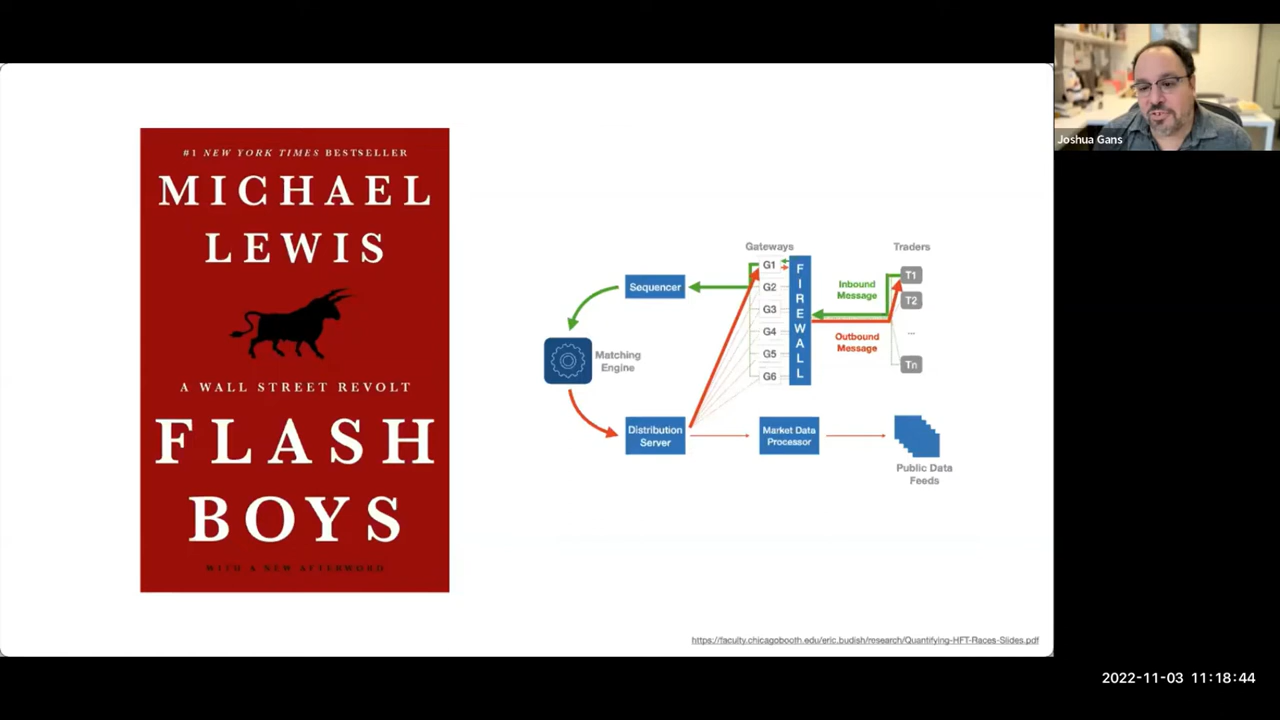 #1 NEW YORK TIMES BESTSELLER
MICHAEL
LEWIS
A WALL STREET REVOLT
FLASH
BOYS
WITH A NEW AFTERWORD
Gateways
Traders
G1
G2
G3
G4
G5
G6
FIREWALL
Inbound
Message
Outbound
Message
T1
T2
...
Tn
Sequencer
Matching
Engine
Distribution
Server
Market Data
Processor
Public Data
Feeds
https://faculty.chicagobooth.edu/eric.budish/research/Quantifying-HFT-Races-Slides.pdf
Joshua Gans
2022-11-03 11:18:44